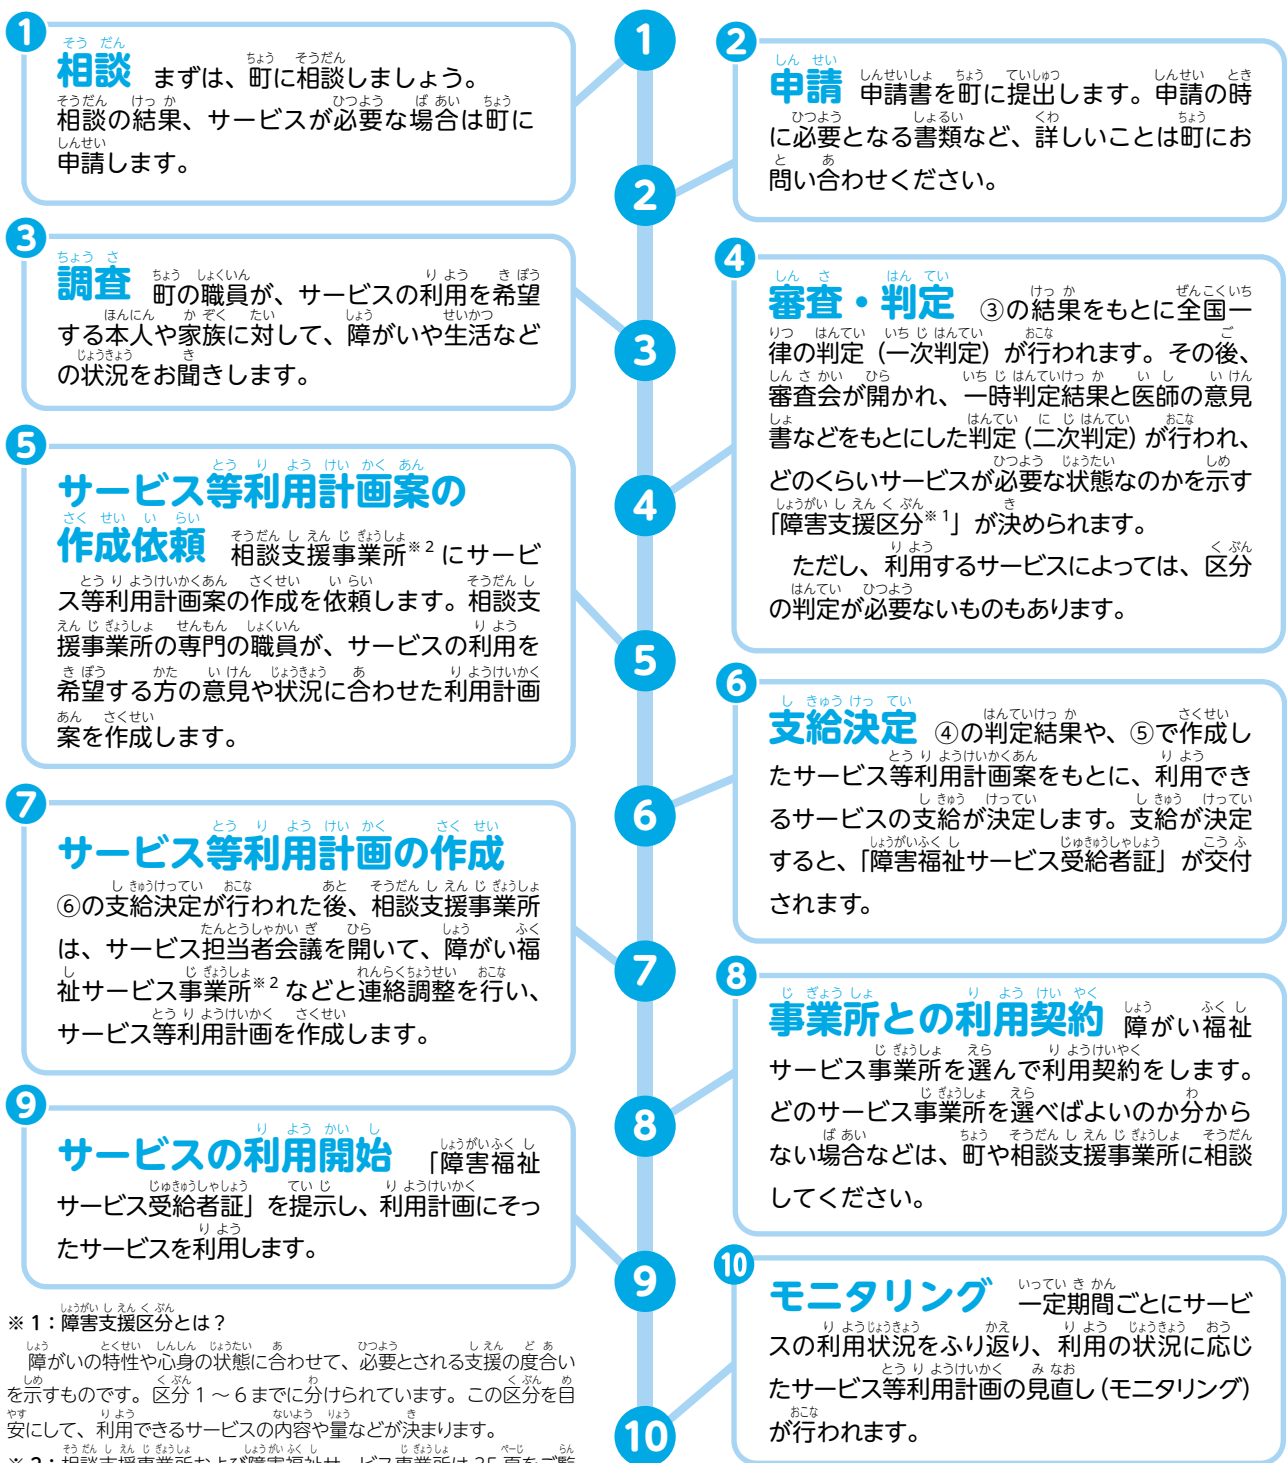 1
相談 まずは、町に相談しましょう。
相談の結果、サービスが必要な場合は町に
申請します。
2
申請 申請書を町に提出します。申請の時
に必要となる書類など、詳しいことは町にお
問い合わせください。
3
調査 町の職員が、サービスの利用を希望
する本人や家族に対して、障がいや生活など
の状況をお聞きします。
4
審査・判定 ③の結果をもとに全国一
律の判定（一次判定）が行われます。その後、
審査会が開かれ、一時判定結果と医師の意見
書などをもとにした判定（二次判定）が行われ、
どのくらいサービスが必要な状態なのかを示す
「障害支援区分※1」が決められます。
ただし、利用するサービスによっては、区分
の判定が必要ないものもあります。
5
サービス等利用計画案の
作成依頼 相談支援事業所※2にサービ
ス等利用計画案の作成を依頼します。相談支
援事業所の専門の職員が、サービスの利用を
希望する方の意見や状況に合わせた利用計画
案を作成します。
6
支給決定 ④の判定結果や、⑤で作成し
たサービス等利用計画案をもとに、利用でき
るサービスの支給が決定します。支給が決定
すると、「障害福祉サービス受給者証」が交付
されます。
7
サービス等利用計画の作成
⑥の支給決定が行われた後、相談支援事業所
は、サービス担当者会議を開いて、障がい福
祉サービス事業所※2などと連絡調整を行い、
サービス等利用計画を作成します。
8
事業所との利用契約 障がい福祉
サービス事業所を選んで利用契約をします。
どのサービス事業所を選べばよいのか分から
ない場合などは、町や相談支援事業所に相談
してください。
9
サービスの利用開始 「障害福祉
サービス受給者証」を提示し、利用計画にそっ
たサービスを利用します。
10
モニタリング 一定期間ごとにサービ
スの利用状況をふり返り、利用の状況に応じ
たサービス等利用計画の見直し（モニタリング）
が行われます。
1
2
3
4
5
6
7
8
9
10
※1：障害支援区分とは？
障がいの特性や心身の状態に合わせて、必要とされる支援の度合い
を示すものです。区分1～6までに分けられています。この区分を目
安にして、利用できるサービスの内容や量などが決まります。
※2：相談支援事業所および障害福祉サービス事業所は35頁をご覧